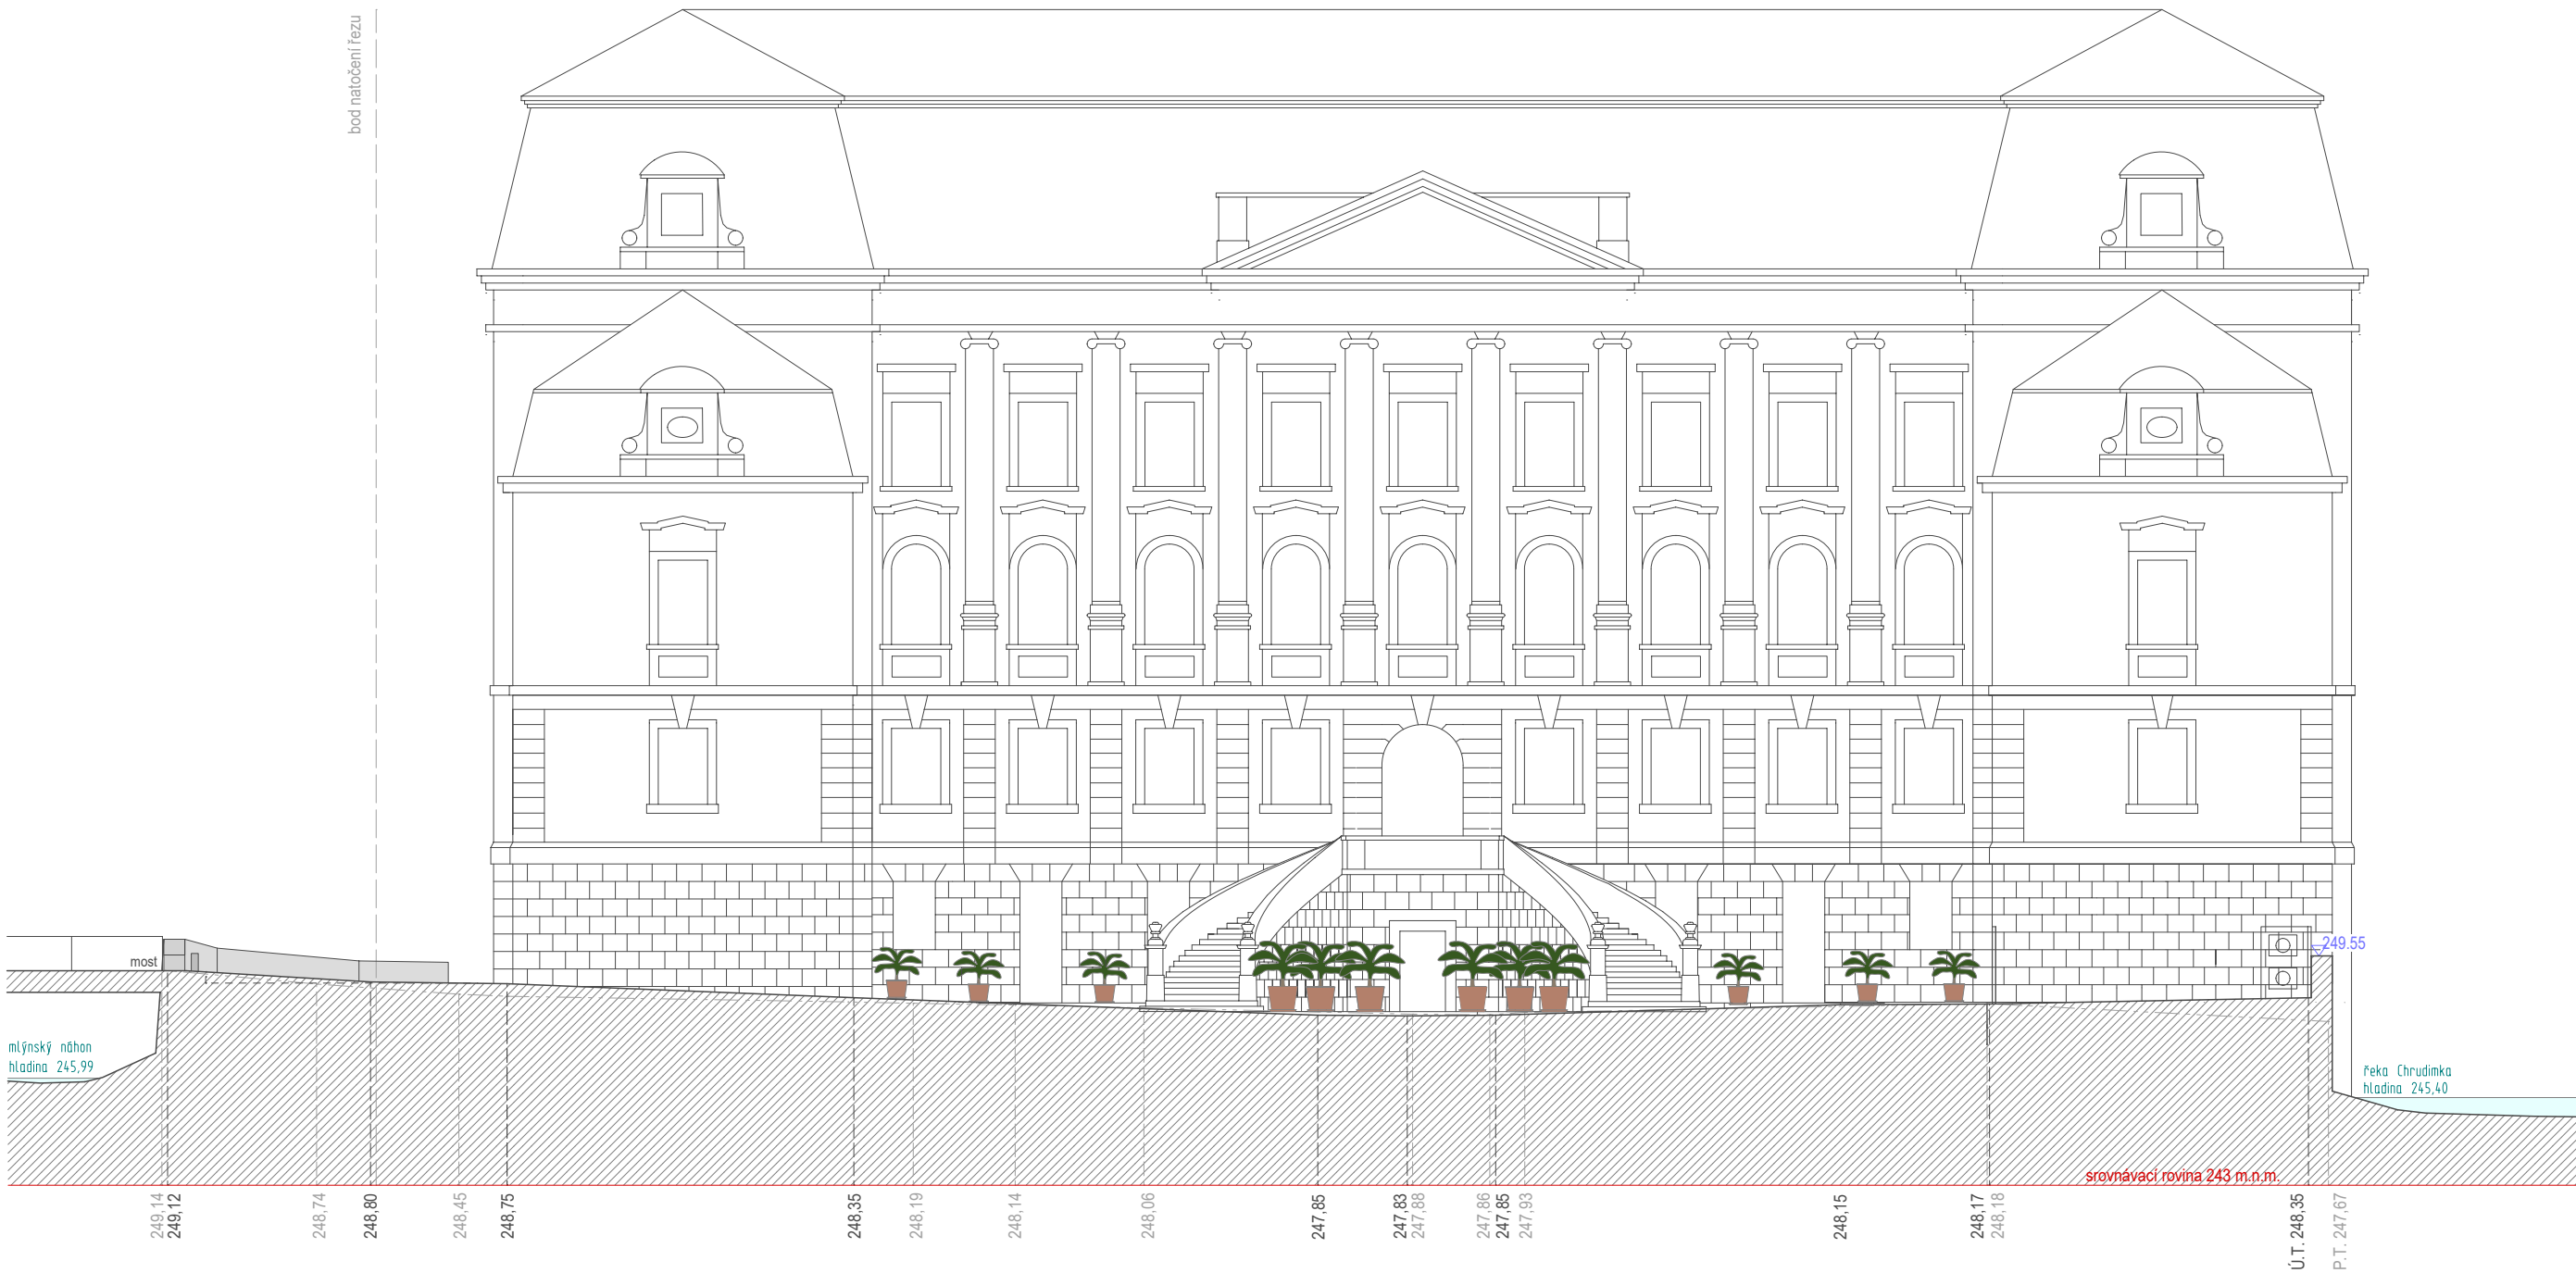 bod natočení řezu
most
249.55
mlýnský náhon
hladina 245,99
řeka Chrudimka
hladina 245,40
srovnávací rovina 243 m.n.m.
249,14
249,12
248,74
248,80
248,45
248,75
248,35
248,19
248,14
248,06
247,85
247,83
247,88
247,86
247,85
247,93
248,15
248,17
248,18
Ú.T. 248,35
P.T. 247,67